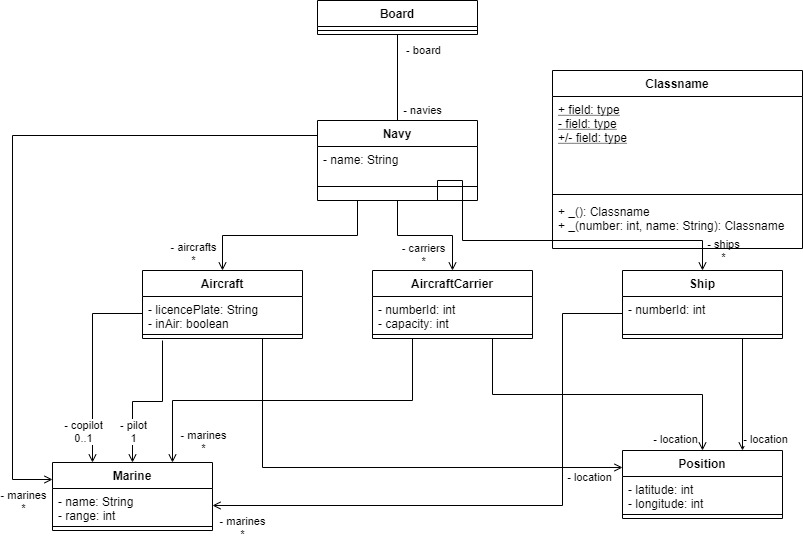 Board
- board
- navies
Classname
+ field: type
- field: type
+/- field: type
+ _(): Classname
+ _(number: int, name: String): Classname
Navy
- name: String
- aircrafts
*
- carriers
*
- ships
*
Aircraft
- licencePlate: String
- inAir: boolean
AircraftCarrier
- numberId: int
- capacity: int
Ship
- numberId: int
- copilot
0..1
- pilot
1
- marines
*
- location
- location
Marine
- name: String
- range: int
Position
- latitude: int
- longitude: int
- location
- marines
*
- marines
*